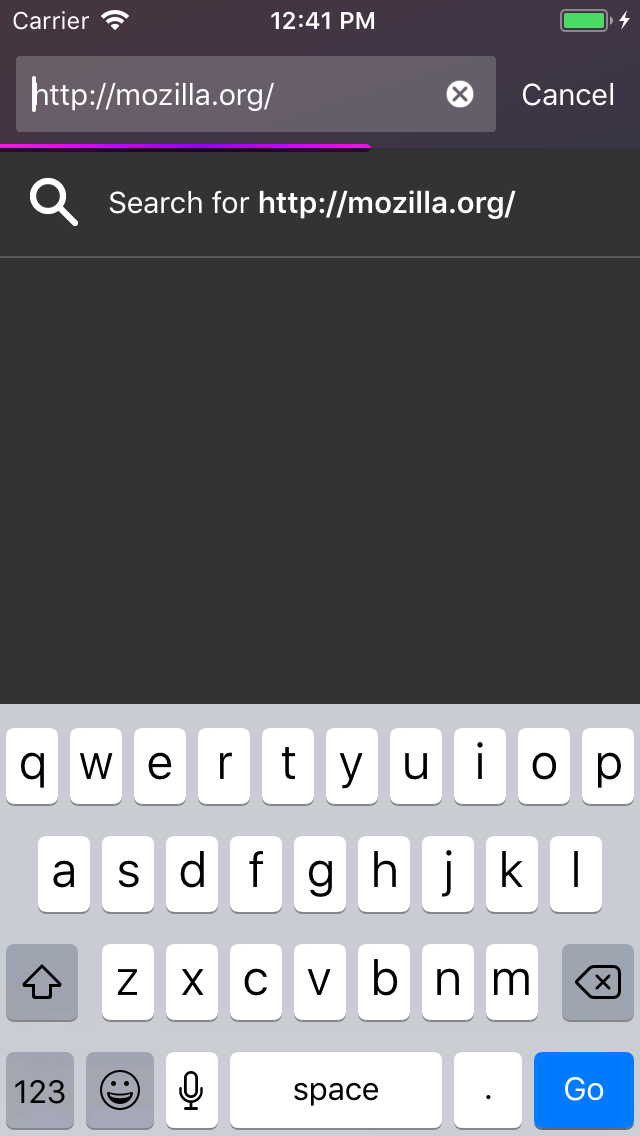 Carrier 12:41 PM
http://mozilla.org/ Cancel
Search for http://mozilla.org/
q w e r t y u i o p
a s d f g h j k l
z x c v b n m
123 space . Go